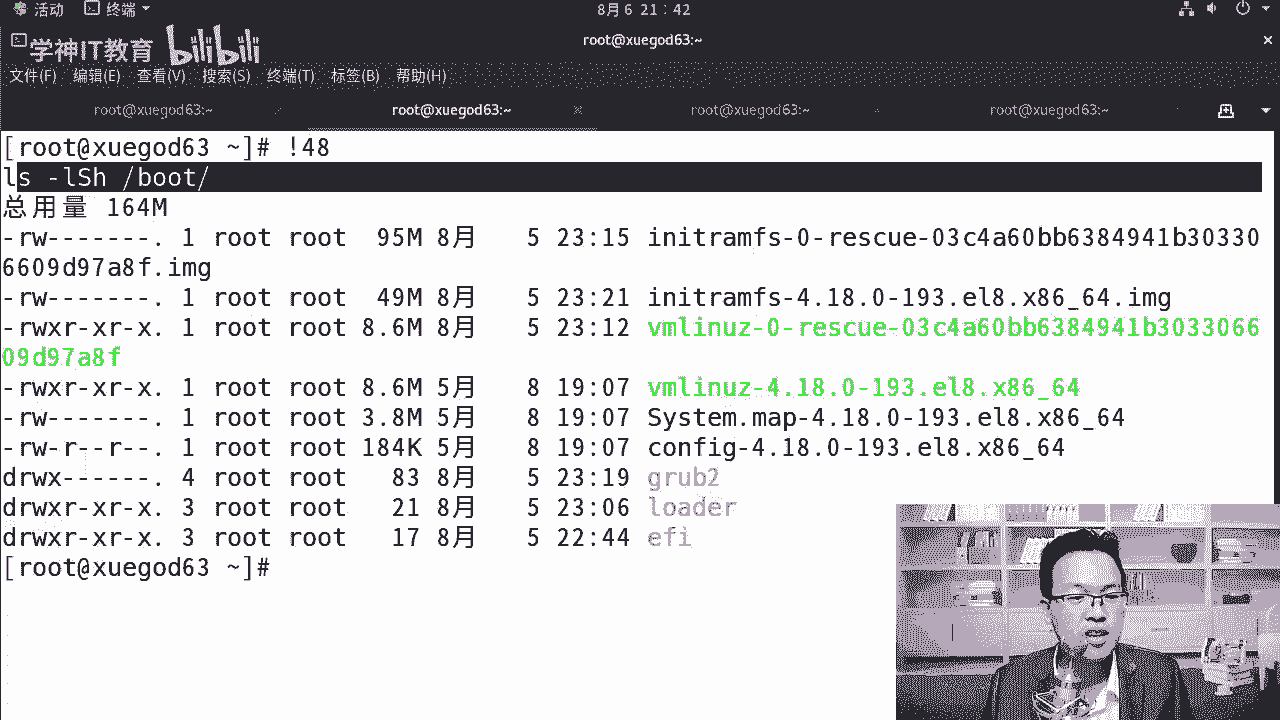 活动 终端 8月 6 21：42
学神IT教育 bilibili
root@xuegod63:~
文件(F) 编辑(E) 查看(V) 搜索(S) 终端(T) 标签(B) 帮助(H)
root@xuegod63:~ root@xuegod63:~ root@xuegod63:~ root@xuegod63:~
[root@xuegod63 ~]# !48
ls -lSh /boot/
总用量 164M
-rw-------. 1 root root  95M 8月   5 23:15 initramfs-0-rescue-03c4a60bb6384941b30330
6609d97a8f.img
-rw-------. 1 root root  49M 8月   5 23:21 initramfs-4.18.0-193.el8.x86_64.img
-rwxr-xr-x. 1 root root 8.6M 8月   5 23:12 vmlinuz-0-rescue-03c4a60bb6384941b3033066
09d97a8f
-rwxr-xr-x. 1 root root 8.6M 5月   8 19:07 vmlinuz-4.18.0-193.el8.x86_64
-rw-------. 1 root root 3.8M 5月   8 19:07 System.map-4.18.0-193.el8.x86_64
-rw-r--r--. 1 root root 184K 5月   8 19:07 config-4.18.0-193.el8.x86_64
drwx------. 4 root root   83 8月   5 23:19 grub2
drwxr-xr-x. 3 root root   21 8月   5 23:06 loader
drwxr-xr-x. 3 root root   17 8月   5 22:44 efi
[root@xuegod63 ~]#